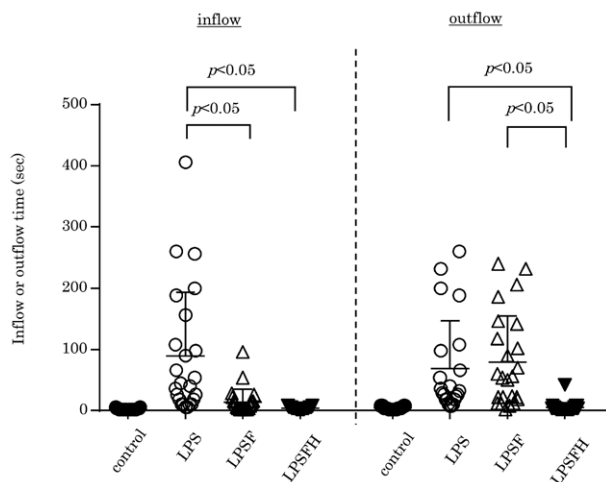 inflow
outflow
p<0.05
p<0.05
p<0.05
p<0.05
Inflow or outflow time (sec)
500
400
300
200
100
0
control
LPS
LPSF
LPSFH
control
LPS
LPSF
LPSFH